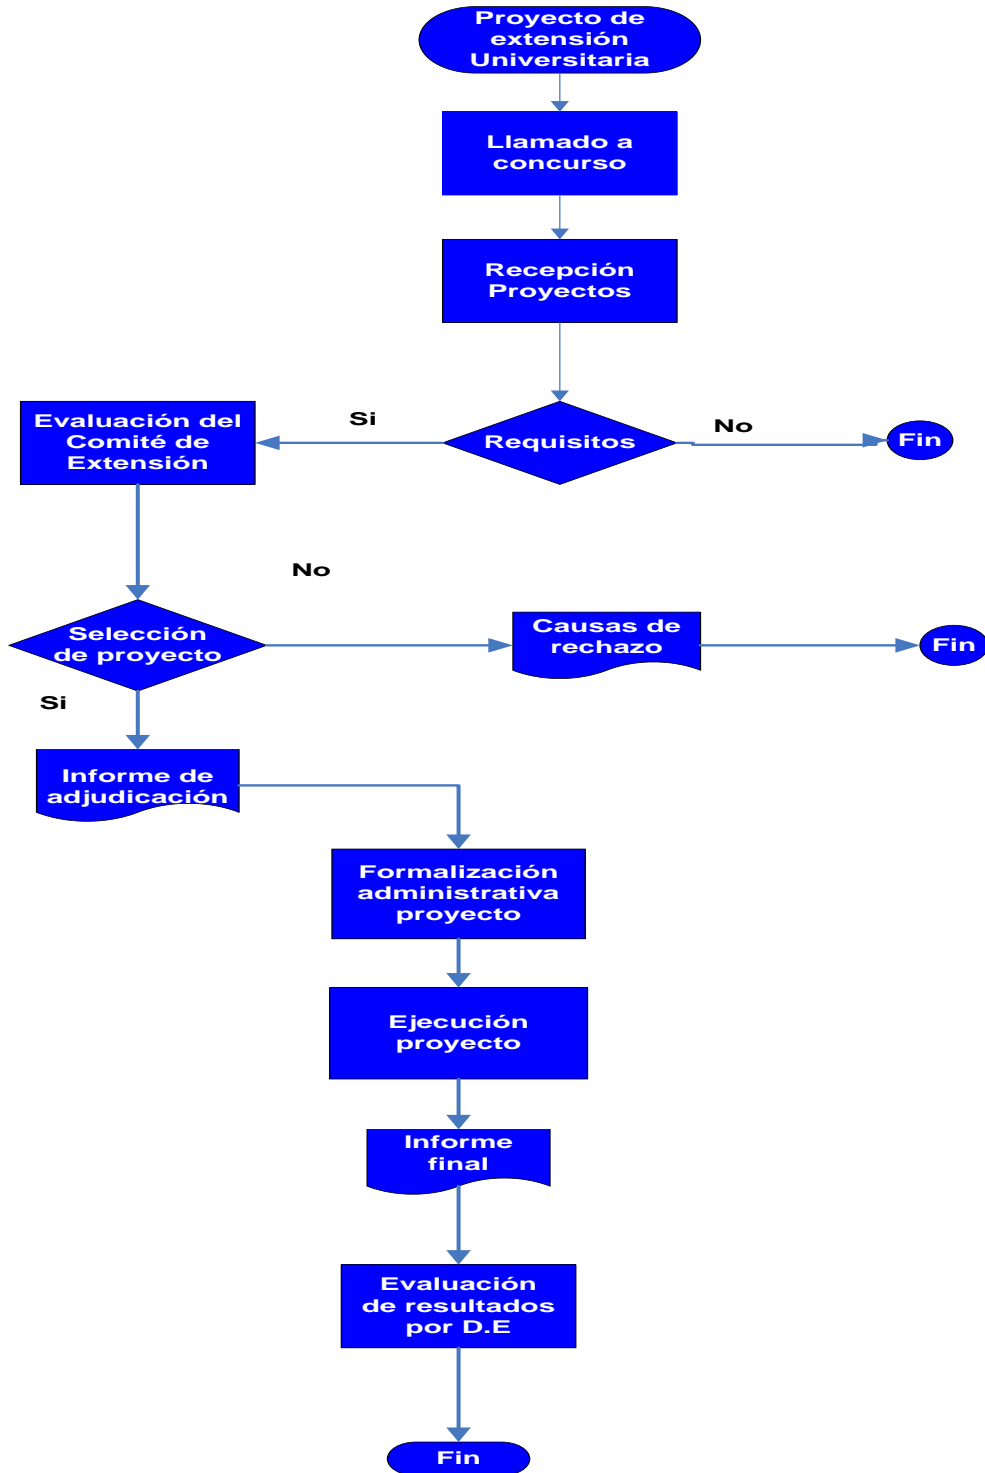 Proyecto de
extensión
Universitaria
Llamado a
concurso
Recepción
Proyectos
Evaluación del
Comité de
Extensión
Si
Requisitos
No
Fin
No
Selección
de proyecto
Causas de
rechazo
Fin
Si
Informe de
adjudicación
Formalización
administrativa
proyecto
Ejecución
proyecto
Informe
final
Evaluación
de resultados
por D.E
Fin